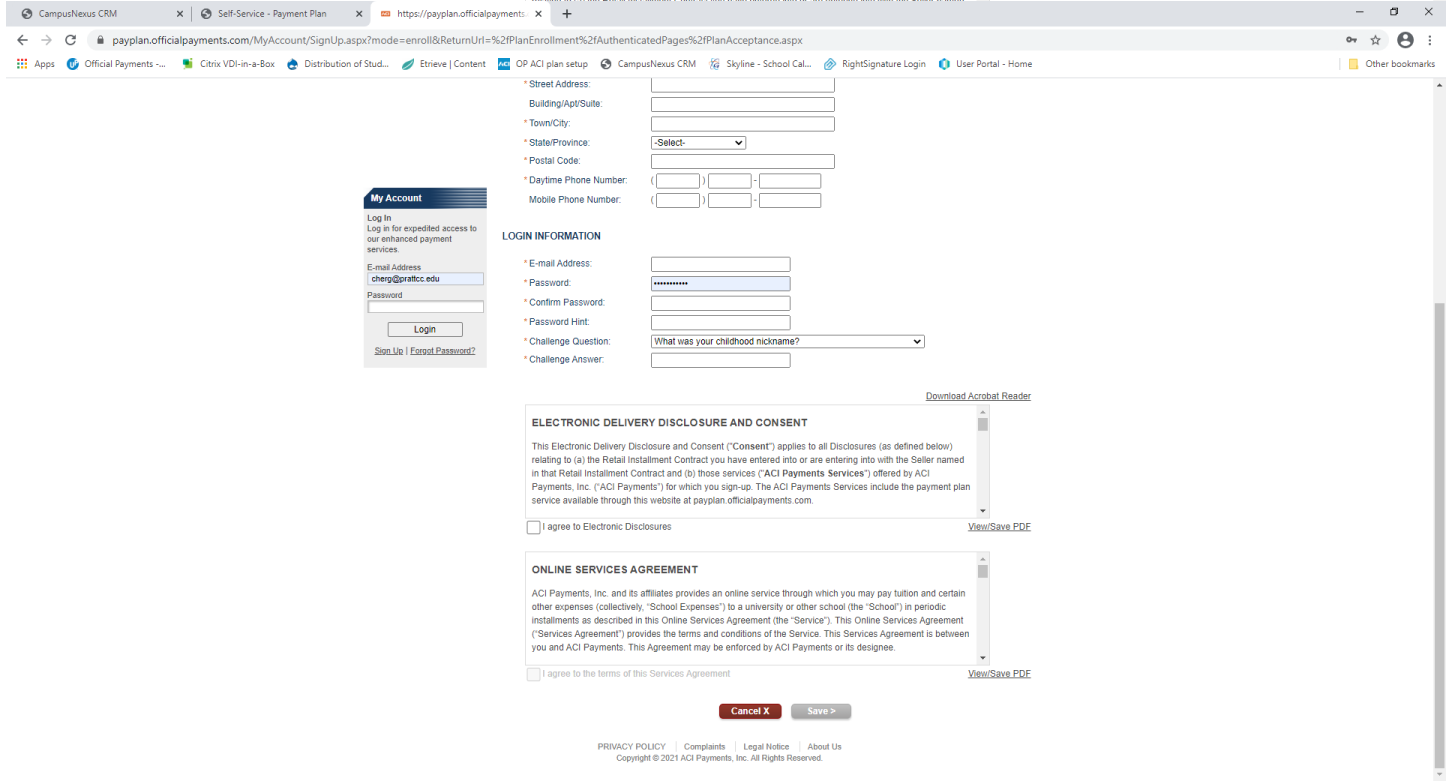 CampusNexus CRM
Self-Service - Payment Plan
https://payplan.officialpayments.
payplan.officialpayments.com/MyAccount/SignUp.aspx?mode=enroll&ReturnUrl=%2fPlanEnrollment%2fAuthenticatedPages%2fPlanAcceptance.aspx
Apps Official Payments -... Citrix VDI-in-a-Box Distribution of Stud... Etrieve | Content OP ACI plan setup CampusNexus CRM Skyline - School Cal... RightSignature Login User Portal - Home Other bookmarks
* Street Address:
Building/Apt/Suite:
* Town/City:
* State/Province: -Select-
* Postal Code:
* Daytime Phone Number: ( ) -
Mobile Phone Number: ( ) -
My Account
Log In
Log in for expedited access to
our enhanced payment
services.
E-mail Address
cherg@prattcc.edu
Password
Login
Sign Up | Forgot Password?
LOGIN INFORMATION
* E-mail Address:
* Password: •••••••••••
* Confirm Password:
* Password Hint:
* Challenge Question: What was your childhood nickname?
* Challenge Answer:
Download Acrobat Reader
ELECTRONIC DELIVERY DISCLOSURE AND CONSENT
This Electronic Delivery Disclosure and Consent ("Consent") applies to all Disclosures (as defined below)
relating to (a) the Retail Installment Contract you have entered into or are entering into with the Seller named
in that Retail Installment Contract and (b) those services ("ACI Payments Services") offered by ACI
Payments, Inc. ("ACI Payments") for which you sign-up. The ACI Payments Services include the payment plan
service available through this website at payplan.officialpayments.com.
I agree to Electronic Disclosures
View/Save PDF
ONLINE SERVICES AGREEMENT
ACI Payments, Inc. and its affiliates provides an online service through which you may pay tuition and certain
other expenses (collectively, “School Expenses”) to a university or other school (the “School”) in periodic
installments as described in this Online Services Agreement (the “Service”). This Online Services Agreement
(“Services Agreement”) provides the terms and conditions of the Service. This Services Agreement is between
you and ACI Payments. This Agreement may be enforced by ACI Payments or its designee.
I agree to the terms of this Services Agreement
View/Save PDF
Cancel X Save >
PRIVACY POLICY | Complaints | Legal Notice | About Us
Copyright © 2021 ACI Payments, Inc. All Rights Reserved.